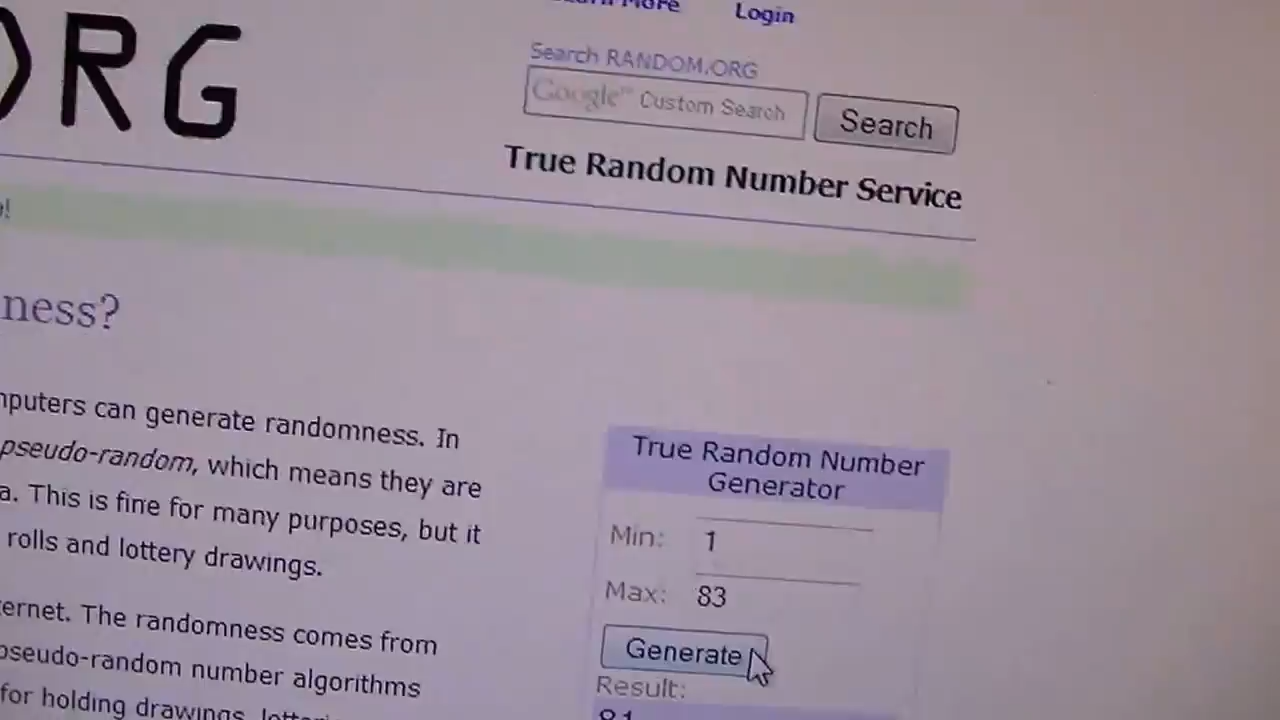 Login
Search RANDOM.ORG
ORG
Google™ Custom Search
Search
True Random Number Service
ness?
mputers can generate randomness. In
pseudo-random, which means they are
a. This is fine for many purposes, but it
rolls and lottery drawings.
ernet. The randomness comes from
pseudo-random number algorithms
for holding drawings,
True Random Number
Generator
Min: 1
Max: 83
Generate
Result: